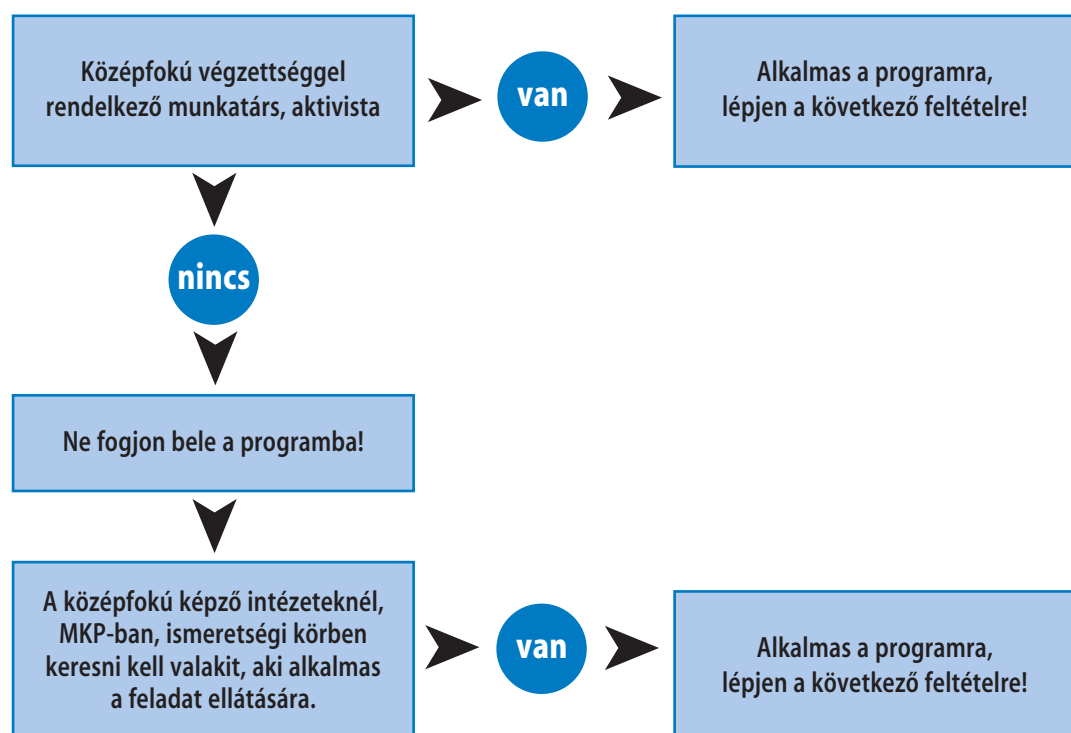 Középfokú végzettséggel
rendelkező munkatárs, aktivista
van
Alkalmas a programra,
lépjen a következő feltételre!
nincs
Ne fogjon bele a programba!
A középfokú képző intézeteknél,
MKP-ban, ismeretségi körben
keresni kell valakit, aki alkalmas
a feladat ellátására.
van
Alkalmas a programra,
lépjen a következő feltételre!